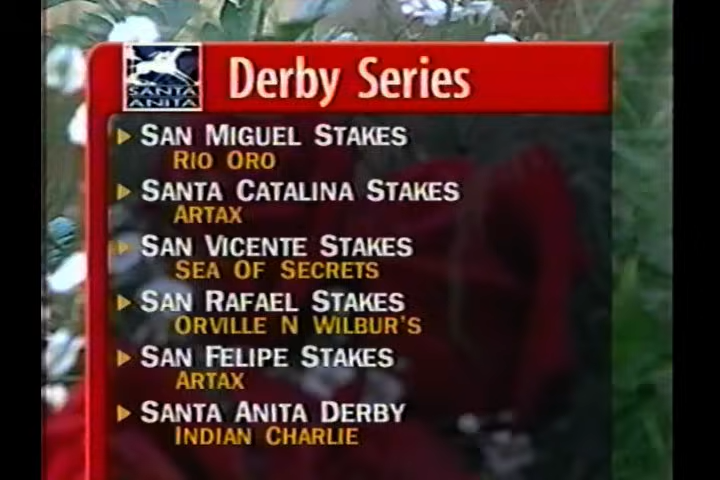 SANTA
ANITA
Derby Series
SAN MIGUEL STAKES
RIO ORO
SANTA CATALINA STAKES
ARTAX
SAN VICENTE STAKES
SEA OF SECRETS
SAN RAFAEL STAKES
ORVILLE N WILBUR'S
SAN FELIPE STAKES
ARTAX
SANTA ANITA DERBY
INDIAN CHARLIE